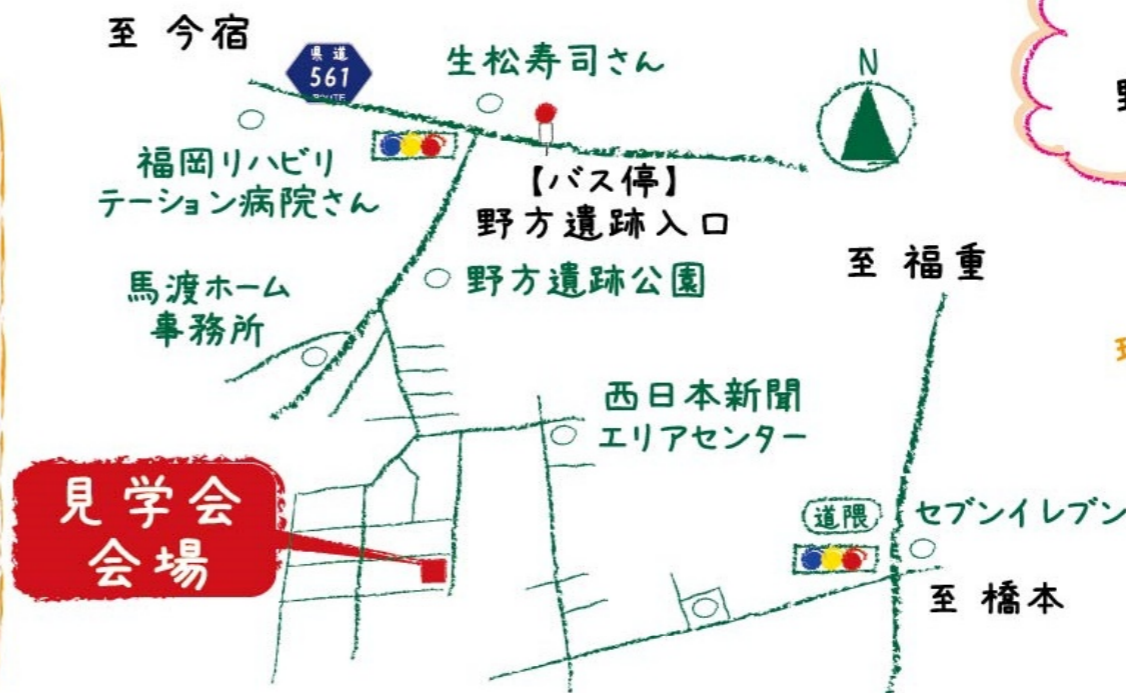 至 今宿
県道
561
ROUTE
生松寿司さん
N
福岡リハビリ
テーション病院さん
【バス停】
野方遺跡入口
至 福重
馬渡ホーム
事務所
野方遺跡公園
西日本新聞
エリアセンター
見学会
会場
道隈
セブンイレブン
至 橋本